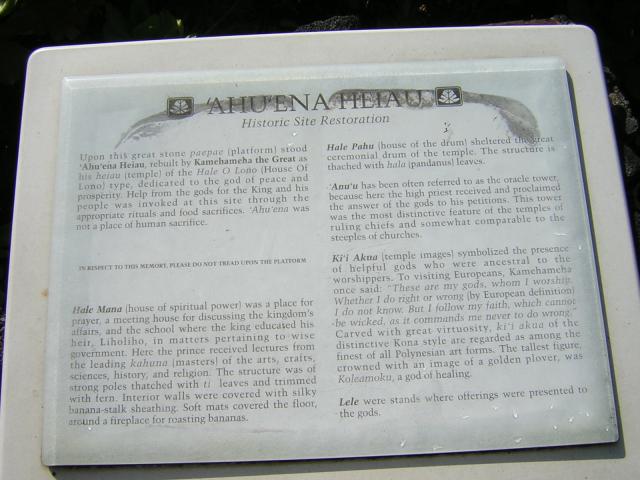 'AHU'ENA HEIAU
Historic Site Restoration
Upon this great stone paepae (platform) stood
'Ahu'ena Heiau, rebuilt by Kamehameha the Great as
his heiau (temple) of the Hale O Lono (House Of
Lono) type, dedicated to the god of peace and
prosperity. Help from the gods for the King and his
people was invoked at this site through the
appropriate rituals and food sacrifices. 'Ahu'ena was
not a place of human sacrifice.
IN RESPECT TO THIS MEMORY, PLEASE DO NOT TREAD UPON THE PLATFORM
Hale Mana (house of spiritual power) was a place for
prayer, a meeting house for discussing the kingdom's
affairs, and the school where the king educated his
heir, Liholiho, in matters pertaining to wise
government. Here the prince received lectures from
the leading kahuna (masters) of the arts, crafts,
sciences, history, and religion. The structure was of
strong poles thatched with ti leaves and trimmed
with fern. Interior walls were covered with silky
banana-stalk sheathing. Soft mats covered the floor,
around a fireplace for roasting bananas.
Hale Pahu (house of the drum) sheltered the great
ceremonial drum of the temple. The structure is
thached with hala (pandanus) leaves.
'Anu'u has been often referred to as the oracle tower,
because here the high priest received and proclaimed
the answer of the gods to his petitions. This tower
was the most distinctive feature of the temples of
ruling chiefs and somewhat comparable to the
steeples of churches.
Ki'i Akua (temple images) symbolized the presence
of helpful gods who were ancestral to the
worshippers. To visiting Europeans, Kamehameha
once said: "These are my gods, whom I worship.
Whether I do right or wrong (by European definition)
I do not know. But I follow my faith, which cannot
be wicked, as it commands me never to do wrong."
Carved with great virtuosity, ki'i akua of the
distinctive Kona style are regarded as among the
finest of all Polynesian art forms. The tallest figure,
crowned with an image of a golden plover, was
Koleamoku, a god of healing.
Lele were stands where offerings were presented to
the gods.